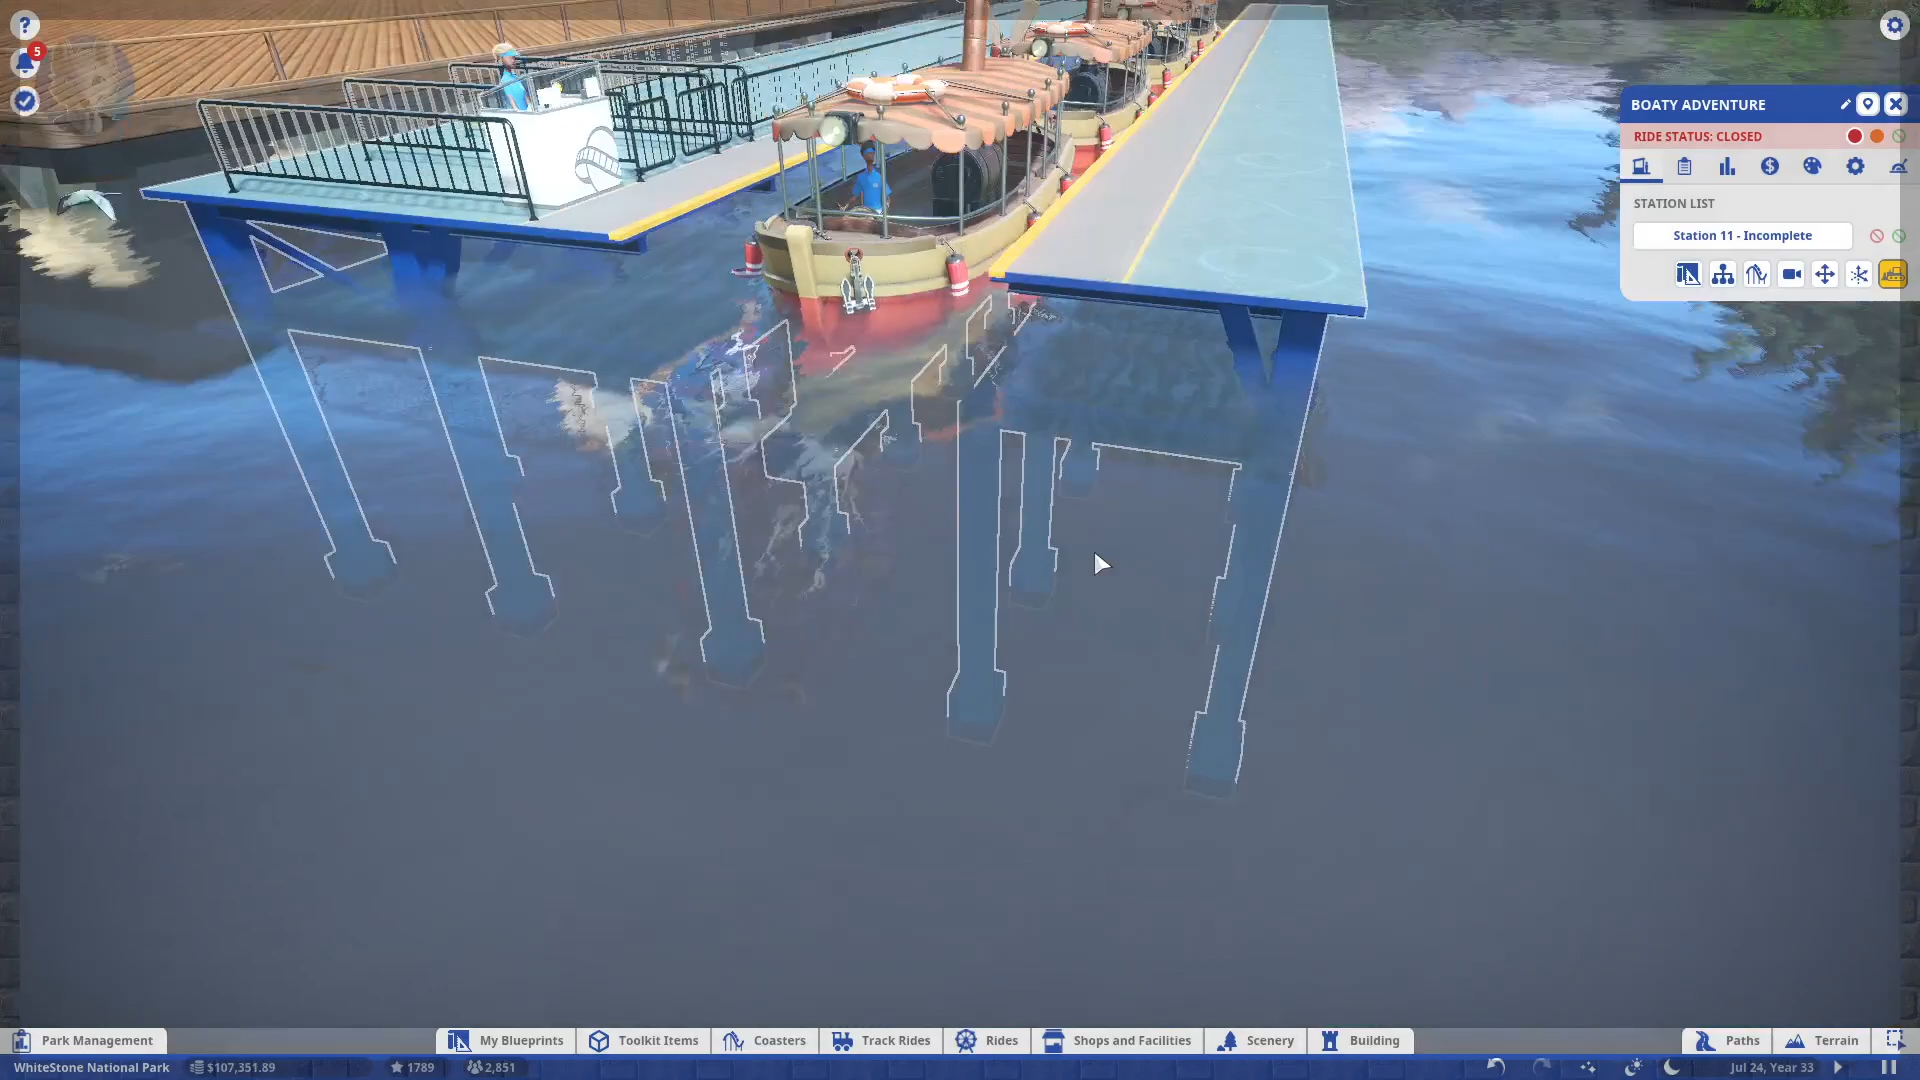 ?
5
BOATY ADVENTURE
RIDE STATUS: CLOSED
STATION LIST
Station 11 - Incomplete
Park Management
My Blueprints
Toolkit Items
Coasters
Track Rides
Rides
Shops and Facilities
Scenery
Building
Paths
Terrain
WhiteStone National Park
$107,351.89
1789
2,851
Jul 24, Year 33